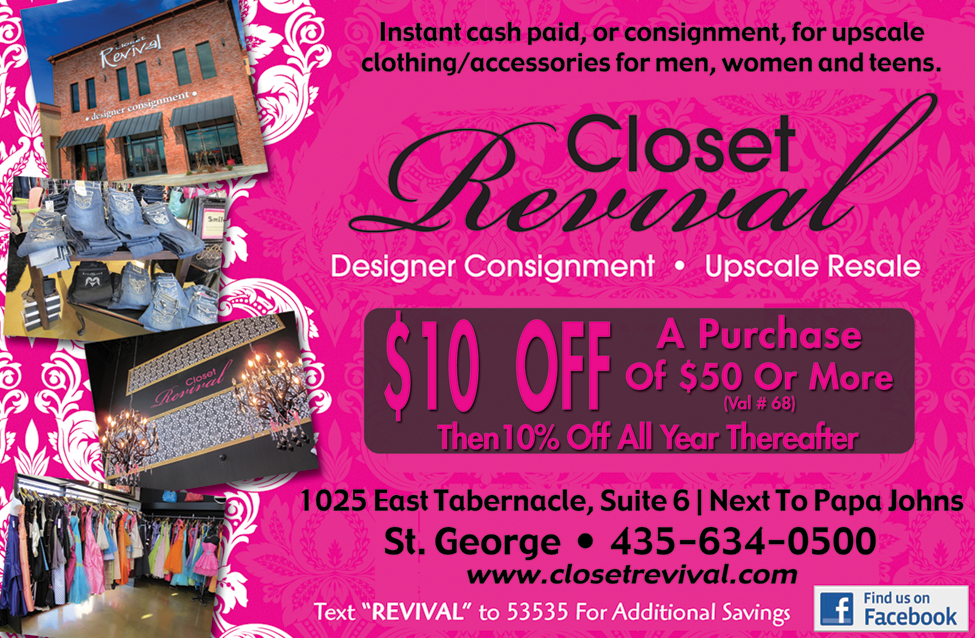 Instant cash paid, or consignment, for upscale
clothing/accessories for men, women and teens.
Closet
Revival
Designer Consignment • Upscale Resale
$10 OFF
A Purchase
Of $50 Or More
(Val # 68)
Then 10% Off All Year Thereafter
1025 East Tabernacle, Suite 6 | Next To Papa Johns
St. George • 435-634-0500
www.closetrevival.com
Text "REVIVAL" to 53535 For Additional Savings
f Find us on
Facebook
closet
Revival
• designer consignment •
Smile
Closet
Revival